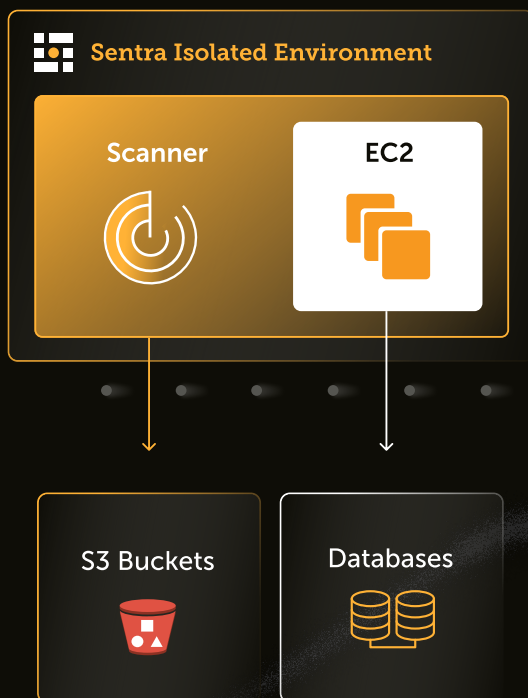 Sentra Isolated Environment
Scanner
EC2
S3 Buckets
Databases